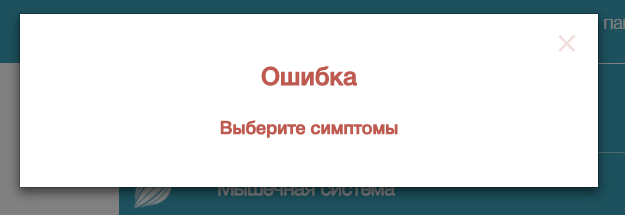 Ошибка
Выберите симптомы
Мышечная система